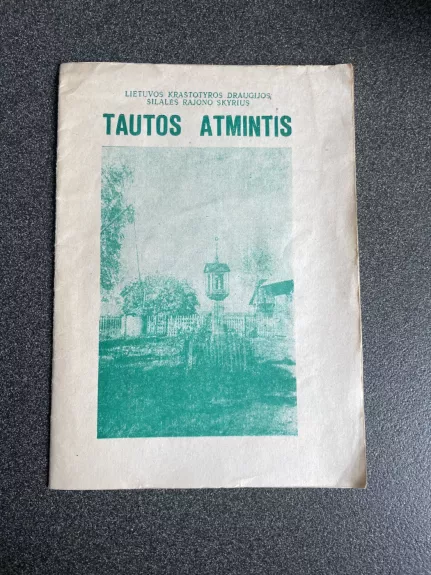 LIETUVOS KRAŠTOTYROS DRAUGIJOS,
ŠILALĖS RAJONO SKYRIUS
TAUTOS ATMINTIS